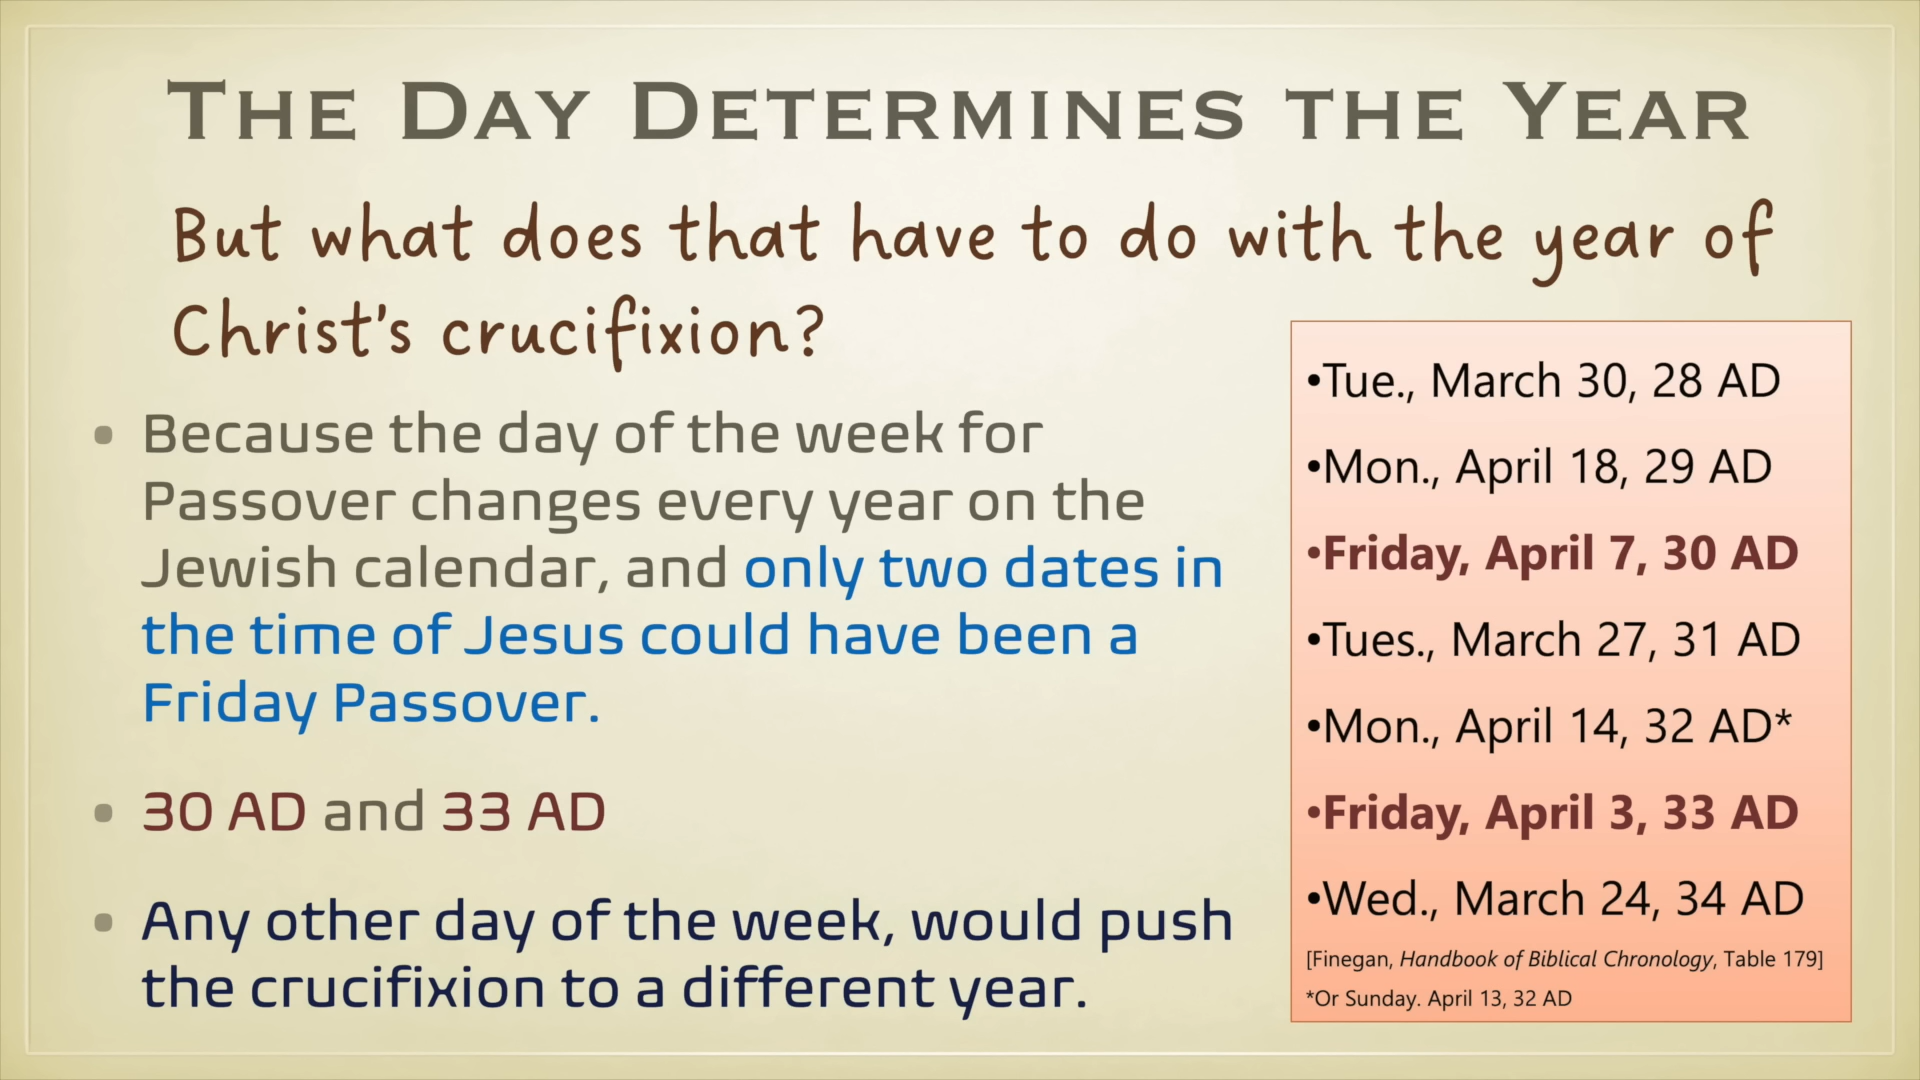 The Day Determines the Year
But what does that have to do with the year of
Christ's crucifixion?
• Because the day of the week for
Passover changes every year on the
Jewish calendar, and only two dates in
the time of Jesus could have been a
Friday Passover.
• 30 AD and 33 AD
• Any other day of the week, would push
the crucifixion to a different year.
•Tue., March 30, 28 AD
•Mon., April 18, 29 AD
•Friday, April 7, 30 AD
•Tues., March 27, 31 AD
•Mon., April 14, 32 AD*
•Friday, April 3, 33 AD
•Wed., March 24, 34 AD
[Finegan, Handbook of Biblical Chronology, Table 179]
*Or Sunday. April 13, 32 AD